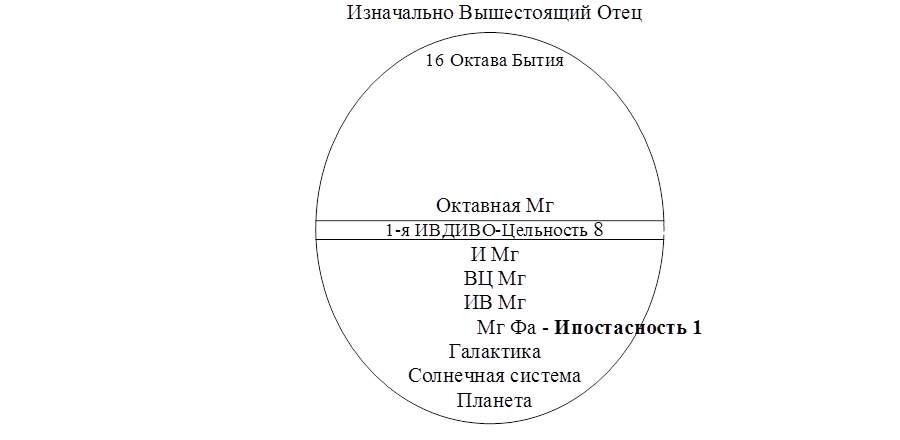 Изначально Вышестоящий Отец
16 Октава Бытия
Октавная Мг
1-я ИВДИВО-Цельность 8
И Мг
ВЦ Мг
ИВ Мг
Мг Фа - Ипостасность 1
Галактика
Солнечная система
Планета